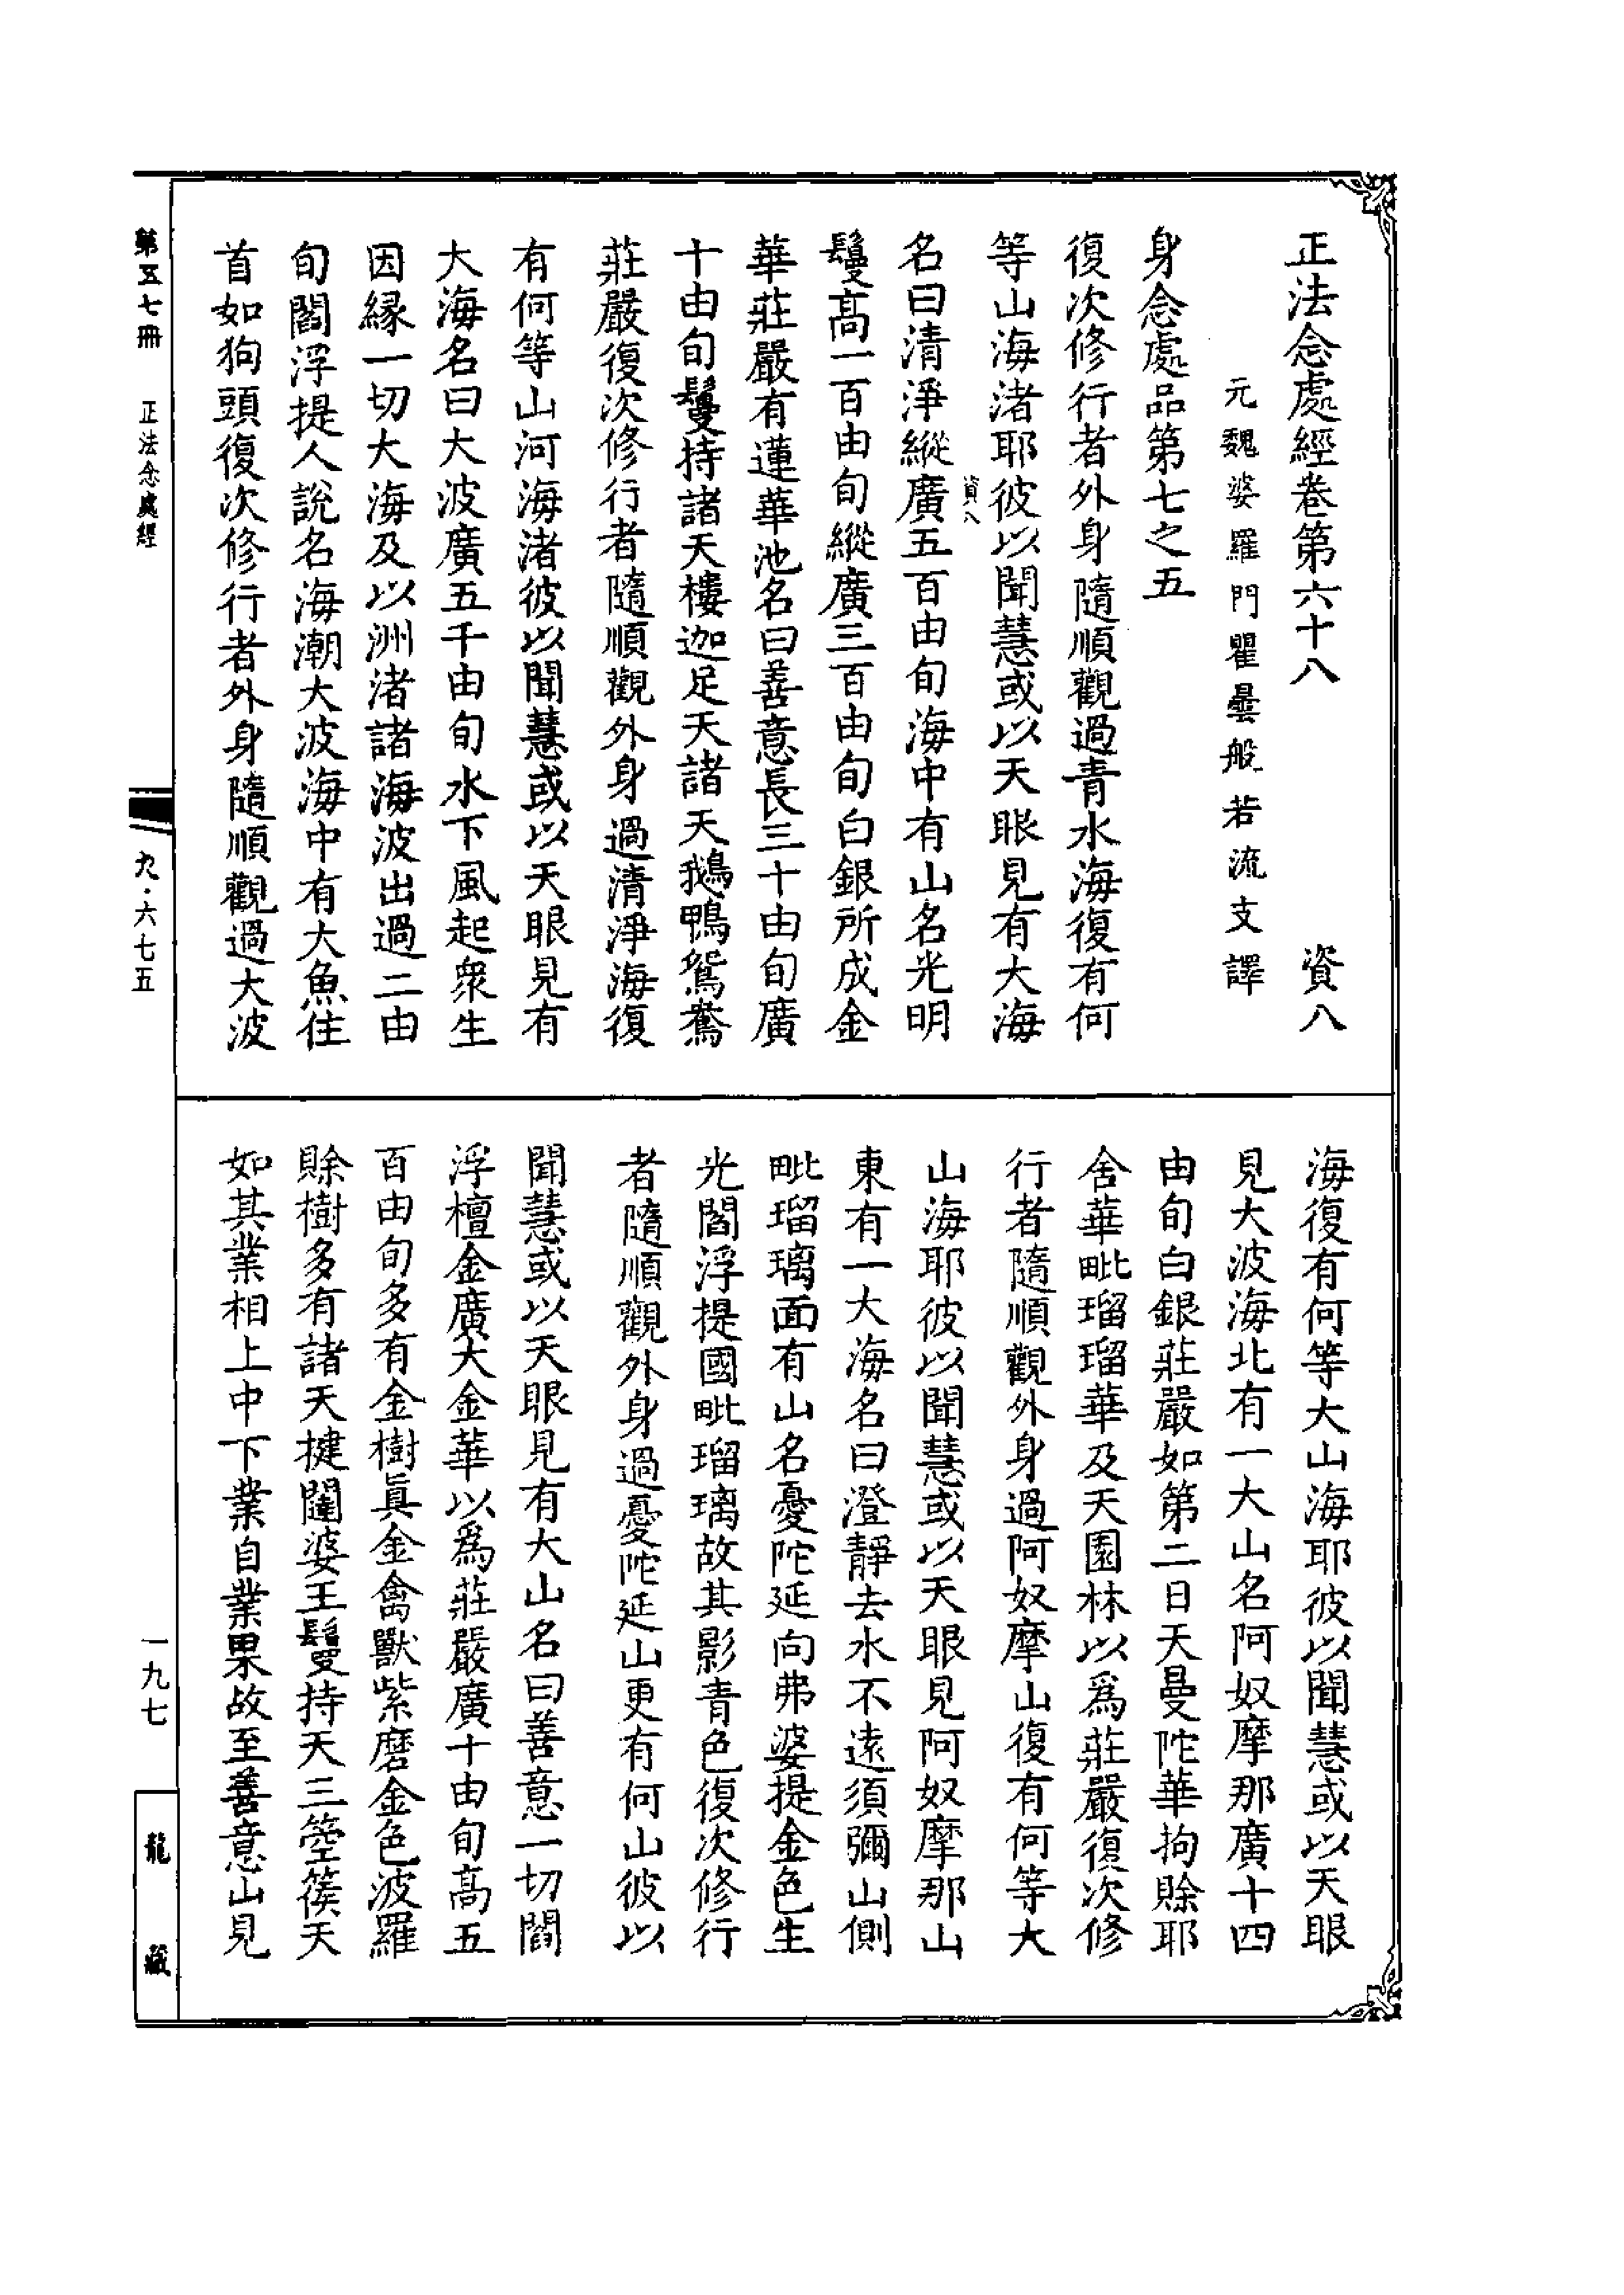 正法念處經卷第六十八　資八
元魏婆羅門瞿曇般若流支譯
身念處品第七之五
復次修行者外身隨順觀過青水海復有何
等山海渚耶彼以聞慧或以天眼見有大海
資八
名曰清淨縱廣五百由旬海中有山名光明
鬘高一百由旬縱廣三百由旬白銀所成金
華莊嚴有蓮華池名曰善意長三十由旬廣
十由旬鬘持諸天樓迦足天諸天鵝鴨鴛鴦
莊嚴復次修行者隨順觀外身過清淨海復
有何等山河海渚彼以聞慧或以天眼見有
大海名曰大波廣五千由旬水下風起衆生
因緣一切大海及以洲渚諸海波出過二由
旬閻浮提人說名海潮大波海中有大魚住
首如狗頭復次修行者外身隨順觀過大波
海復有何等大山海耶彼以聞慧或以天眼
見大波海北有一大山名阿奴摩那廣十四
由旬白銀莊嚴如第二日天曼陀華拘賒耶
舍華毗瑠瑠華及天園林以爲莊嚴復次修
行者隨順觀外身過阿奴摩山復有何等大
山海耶彼以聞慧或以天眼見阿奴摩那山
東有一大海名曰澄靜去水不遠須彌山側
毗瑠璃面有山名憂陀延向弗婆提金色生
光閻浮提國毗瑠璃故其影青色復次修行
者隨順觀外身過憂陀延山更有何山彼以
聞慧或以天眼見有大山名曰善意一切閻
浮檀金廣大金華以爲莊嚴廣十由旬高五
百由旬多有金樹眞金禽獸紫磨金色波羅
賒樹多有諸天揵闥婆王鬘持天三箜篌天
如其業相上中下業自業果故至善意山見
第五七冊　正法念處經
九·六七五
一九七
龍藏